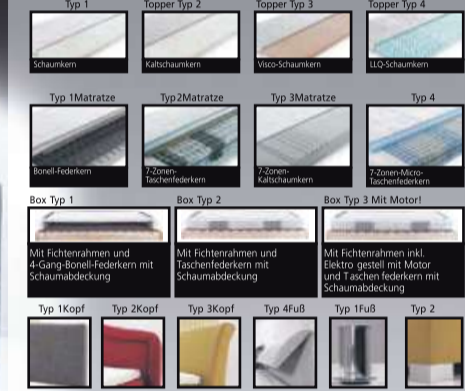 Typ 1
Topper Typ 2
Topper Typ 3
Topper Typ 4
Schaumkern
Kaltschaumkern
Visco-Schaumkern
LLQ-Schaumkern
Typ 1Matratze
Typ2Matratze
Typ 3Matratze
Typ 4
Bonell-Federkern
7-Zonen-
Taschenfederkern
7-Zonen-
Kaltschaumkern
7-Zonen-Micro-
Taschenfederkern
Box Typ 1
Box Typ 2
Box Typ 3 Mit Motor!
Mit Fichtenrahmen und
4-Gang-Bonell-Federkern mit
Schaumabdeckung
Mit Fichtenrahmen und
Taschenfederkern mit
Schaumabdeckung
Mit Fichtenrahmen inkl.
Elektro gestell mit Motor
und T aschen federkern mit
Schaumabdeckung
Typ 1Kopf
Typ 2Kopf
Typ 3Kopf
Typ 4Fuß
Typ 1Fuß
Typ 2